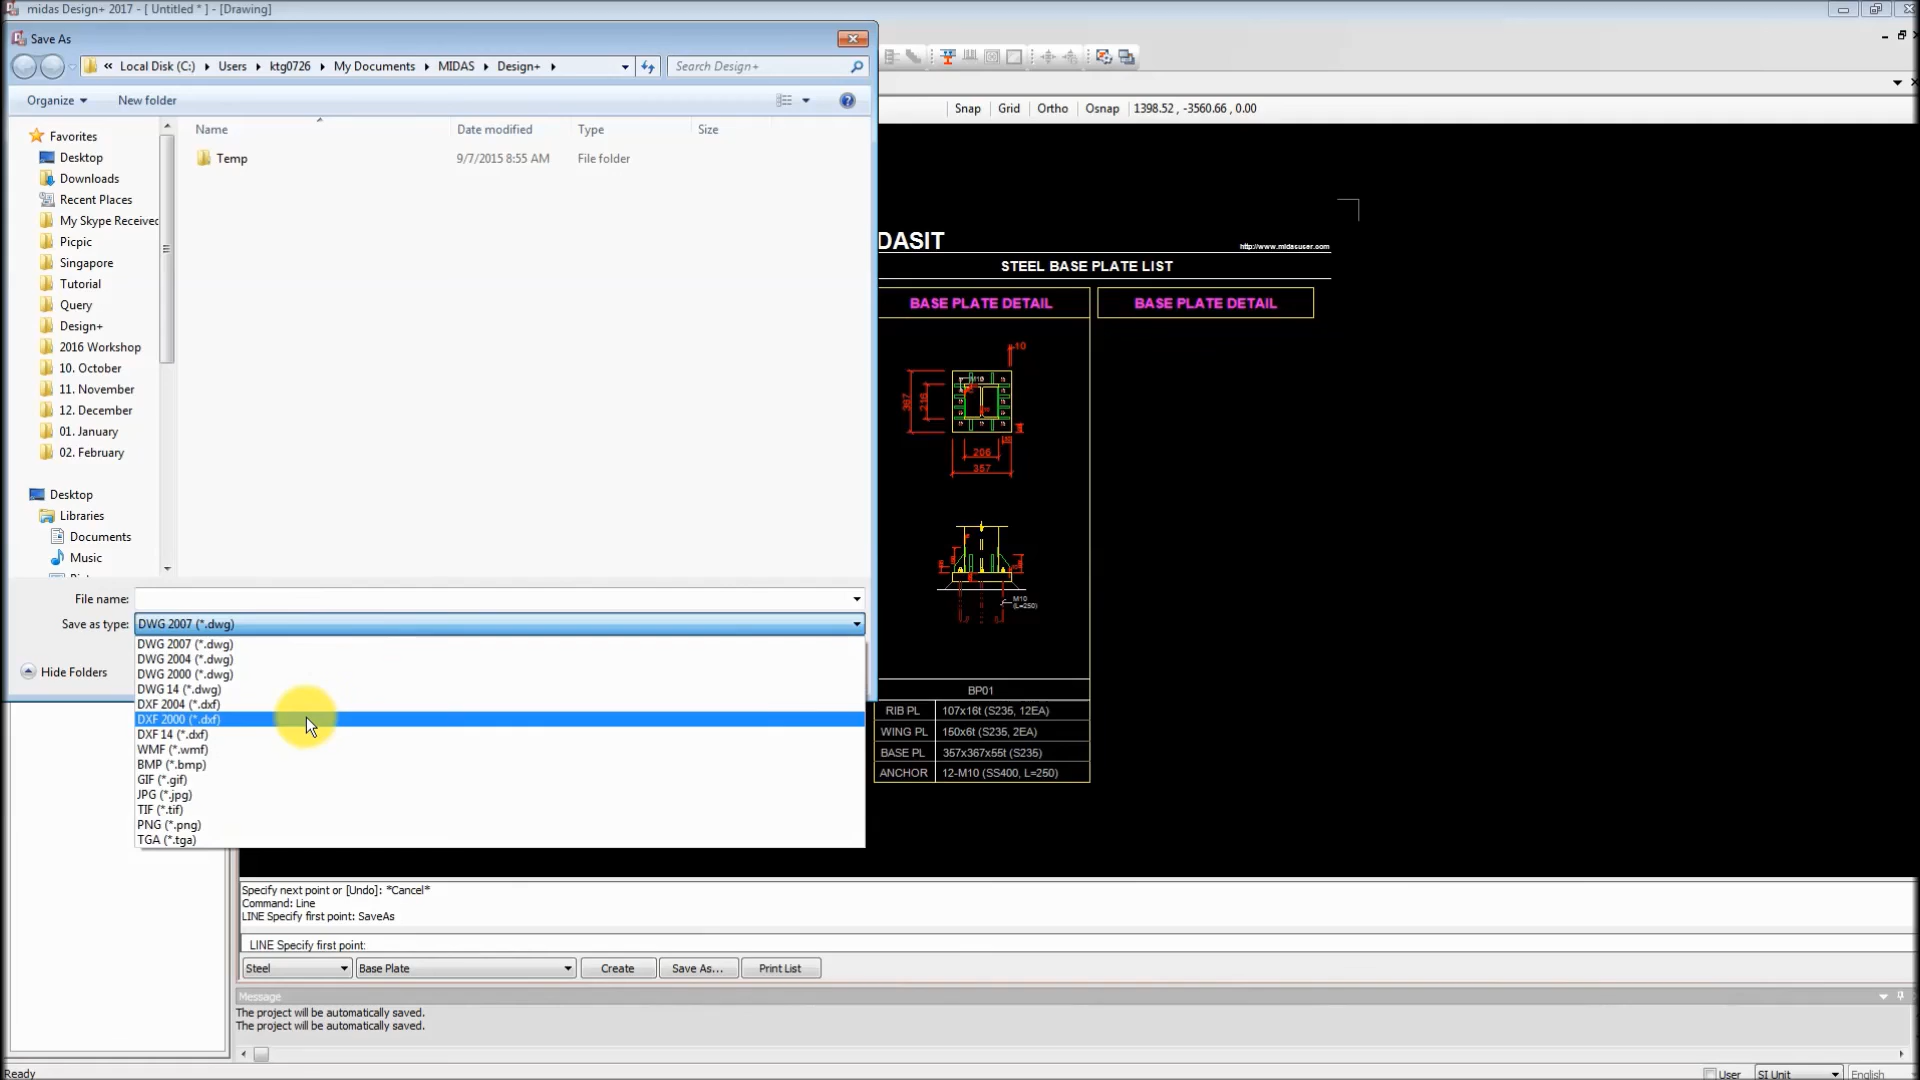 midas Design+ 2017 - [ Untitled * ] - [Drawing]
Save As
« Local Disk (C:) ▸ Users ▸ ktg0726 ▸ My Documents ▸ MIDAS ▸ Design+ ▸
Search Design+
Organize
New folder
Snap Grid Ortho Osnap 1398.52 , -3560.66 , 0.00
Name Date modified Type Size
Temp 9/7/2015 8:55 AM File folder
Favorites
Desktop
Downloads
Recent Places
My Skype Received
Picpic
Singapore
Tutorial
Query
Design+
2016 Workshop
10. October
11. November
12. December
01. January
02. February
Desktop
Libraries
Documents
Music
File name:
Save as type: DWG 2007 (*.dwg)
DWG 2007 (*.dwg)
DWG 2004 (*.dwg)
DWG 2000 (*.dwg)
DWG 14 (*.dwg)
DXF 2004 (*.dxf)
DXF 2000 (*.dxf)
DXF 14 (*.dxf)
WMF (*.wmf)
BMP (*.bmp)
GIF (*.gif)
JPG (*.jpg)
TIF (*.tif)
PNG (*.png)
TGA (*.tga)
Hide Folders
DASIT
http://www.midasuser.com
STEEL BASE PLATE LIST
BASE PLATE DETAIL BASE PLATE DETAIL
10
367
206
357
M10
(L=250)
BP01
RIB PL 107x16t (S235, 12EA)
WING PL 150x6t (S235, 2EA)
BASE PL 357x367x55t (S235)
ANCHOR 12-M10 (SS400, L=250)
Specify next point or [Undo]: *Cancel*
Command: Line
LINE Specify first point: SaveAs
LINE Specify first point:
Steel Base Plate Create Save As... Print List
Message
The project will be automatically saved.
The project will be automatically saved.
Ready
User SI Unit English